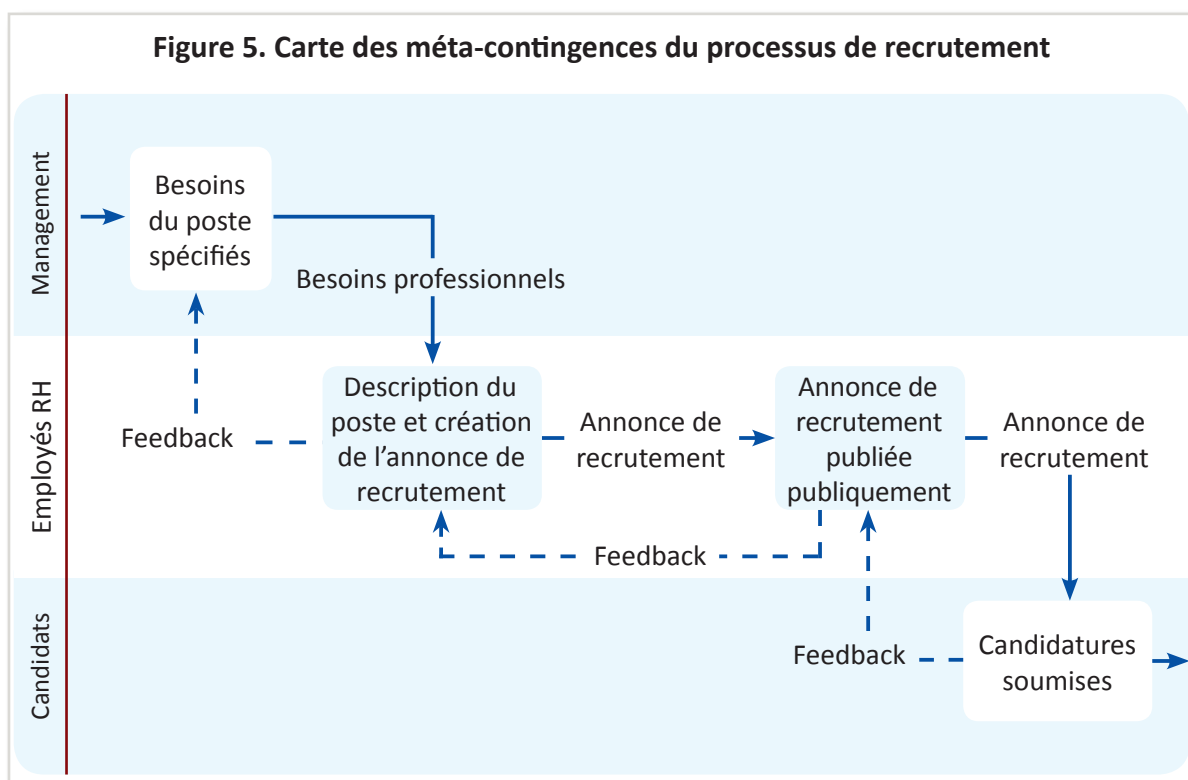 Figure 5. Carte des méta-contingences du processus de recrutement
Management
Besoins
du poste
spécifiés
Besoins professionnels
Employés RH
Description du
poste et création
de l'annonce de
recrutement
Annonce de
recrutement
Annonce de
recrutement
publiée
publiquement
Annonce de
recrutement
Feedback
Feedback
Candidats
Feedback
Candidatures
soumises